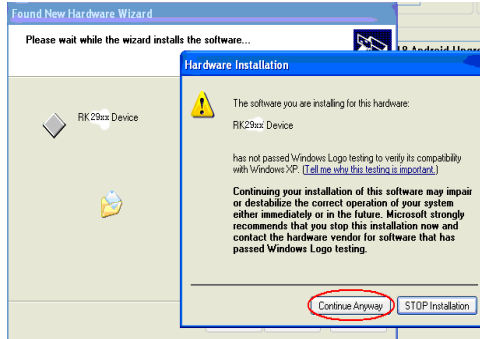 Found New Hardware Wizard
Please wait while the wizard installs the software...
RK29xx Device
Hardware Installation
The software you are installing for this hardware:
RK29xx Device
has not passed Windows Logo testing to verify its compatibility
with Windows XP. (Tell me why this testing is important.)
Continuing your installation of this software may impair
or destabilize the correct operation of your system
either immediately or in the future. Microsoft strongly
recommends that you stop this installation now and
contact the hardware vendor for software that has
passed Windows Logo testing.
Continue Anyway
STOP Installation